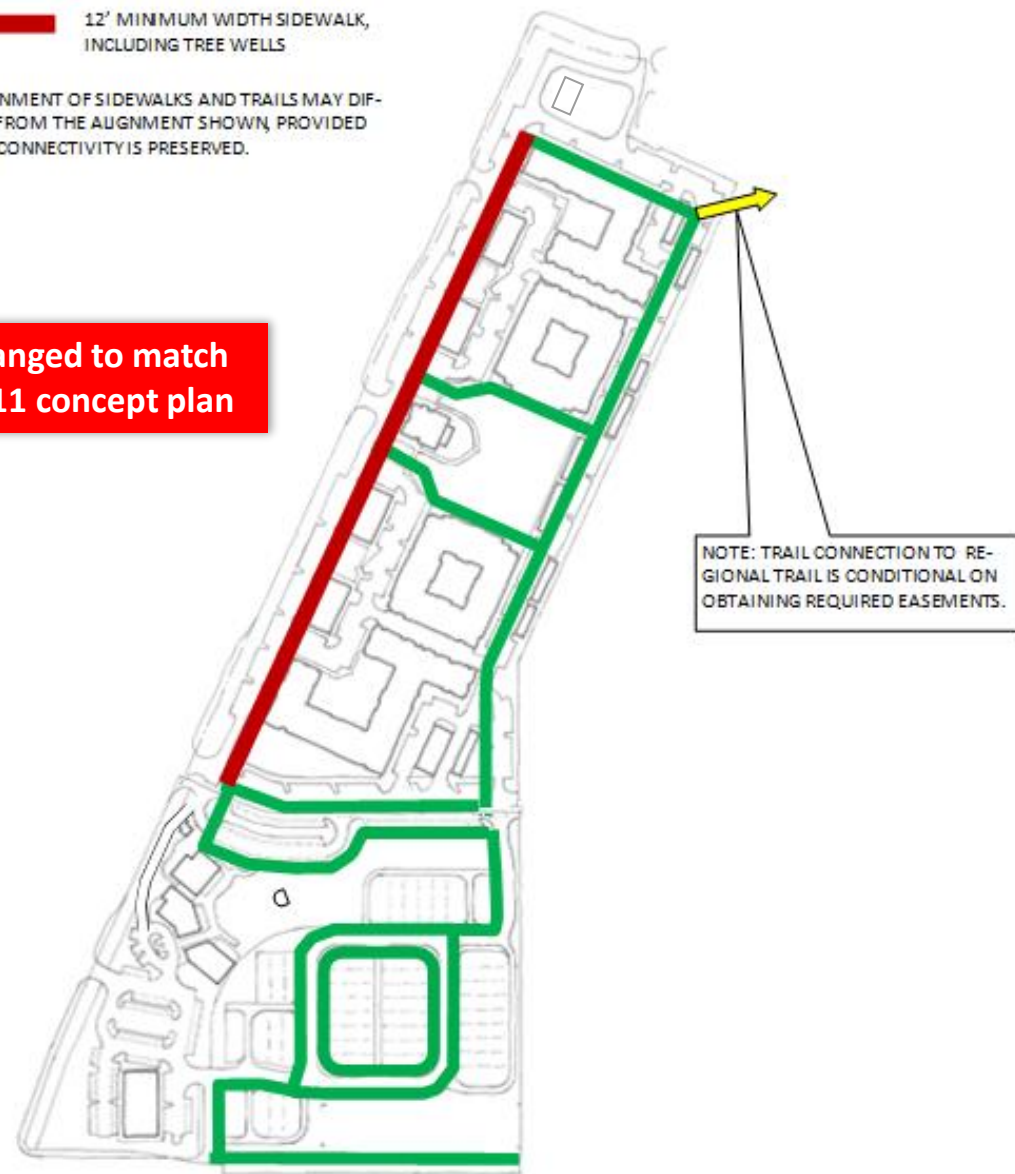 12' MINIMUM WIDTH SIDEWALK,
INCLUDING TREE WELLS
NMENT OF SIDEWALKS AND TRAILS MAY DIF-
FROM THE ALIGNMENT SHOWN, PROVIDED
CONNECTIVITY IS PRESERVED.
anged to match
11 concept plan
NOTE: TRAIL CONNECTION TO RE-
GIONAL TRAIL IS CONDITIONAL ON
OBTAINING REQUIRED EASEMENTS.